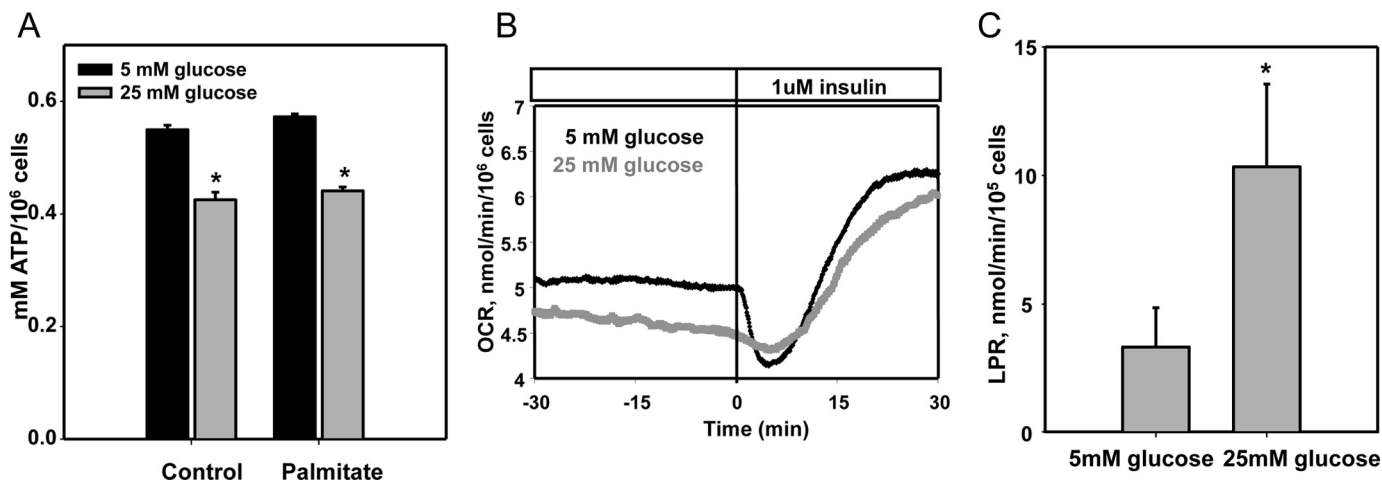 A
mM ATP/10⁶ cells
0.6
0.4
0.2
0.0
5 mM glucose
25 mM glucose
*
*
Control
Palmitate
B
1uM insulin
OCR, nmol/min/10⁶ cells
7
6.5
6
5.5
5
4.5
4
5 mM glucose
25 mM glucose
-30
-15
0
15
30
Time (min)
C
LPR, nmol/min/10⁵ cells
15
10
5
0
*
5mM glucose
25mM glucose